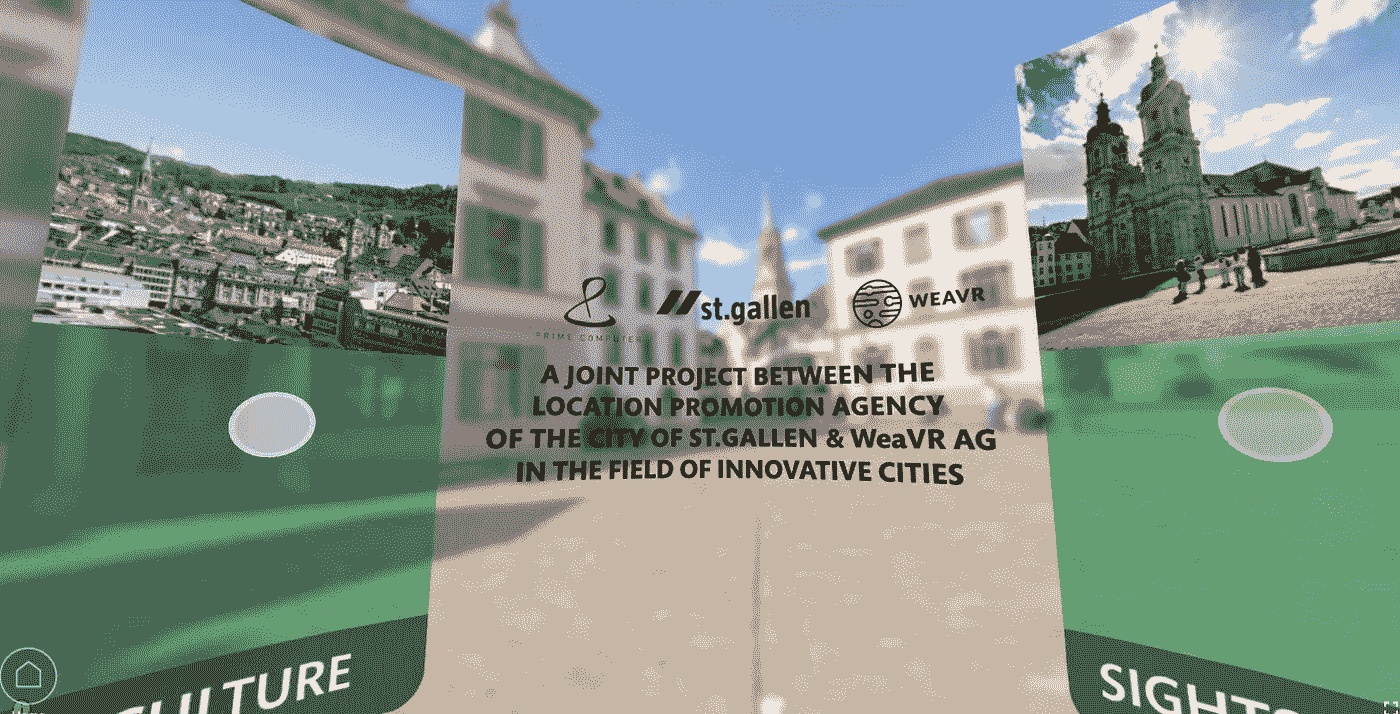 PRIME COMPUTER
st.gallen
WEAVR
A JOINT PROJECT BETWEEN THE
LOCATION PROMOTION AGENCY
OF THE CITY OF ST.GALLEN & WeaVR AG
IN THE FIELD OF INNOVATIVE CITIES
CULTURE
SIGHTS